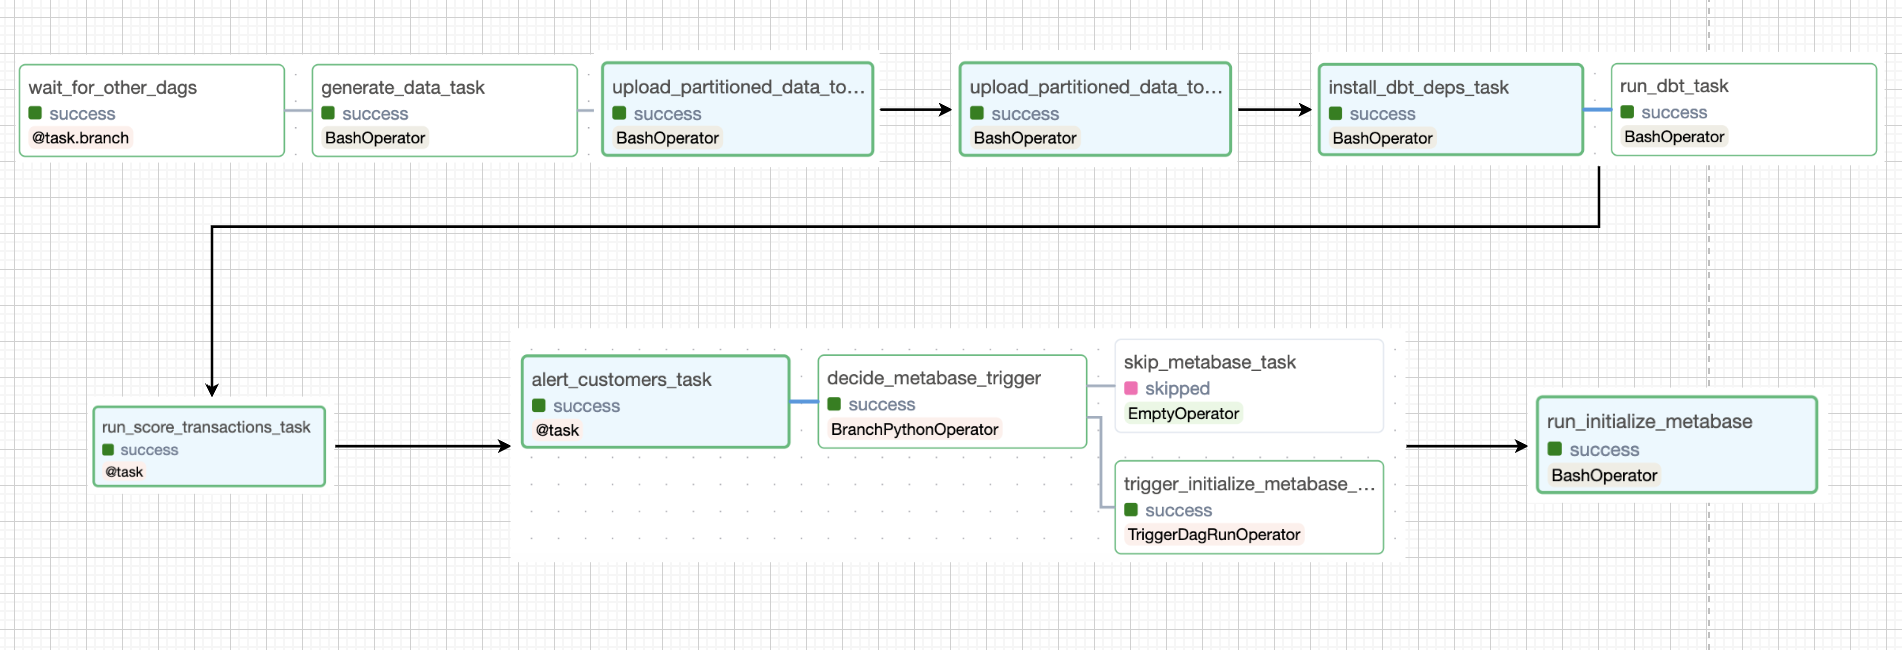 wait_for_other_dags
success
@task.branch
generate_data_task
success
BashOperator
upload_partitioned_data_to...
success
BashOperator
upload_partitioned_data_to...
success
BashOperator
install_dbt_deps_task
success
BashOperator
run_dbt_task
success
BashOperator
run_score_transactions_task
success
@task
alert_customers_task
success
@task
decide_metabase_trigger
success
BranchPythonOperator
skip_metabase_task
skipped
EmptyOperator
trigger_initialize_metabase_...
success
TriggerDagRunOperator
run_initialize_metabase
success
BashOperator